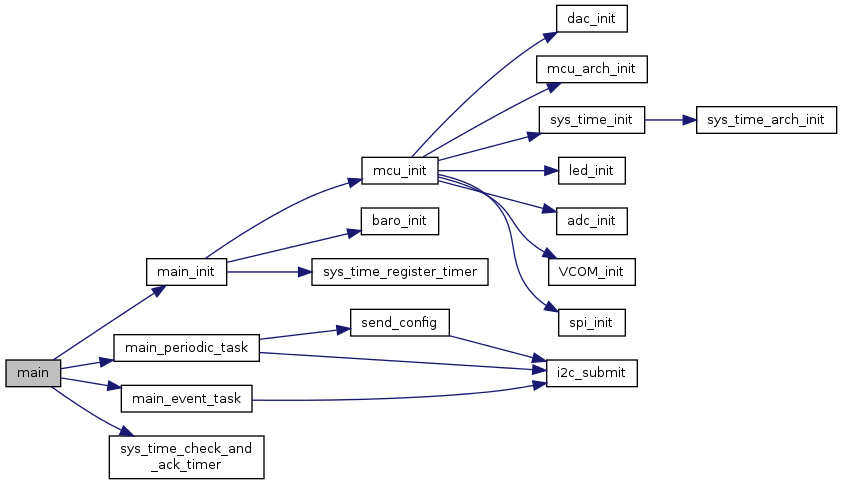 dac_init
mcu_arch_init
sys_time_init
sys_time_arch_init
mcu_init
led_init
baro_init
adc_init
main_init
sys_time_register_timer
VCOM_init
send_config
spi_init
main_periodic_task
main
i2c_submit
main_event_task
sys_time_check_and
_ack_timer